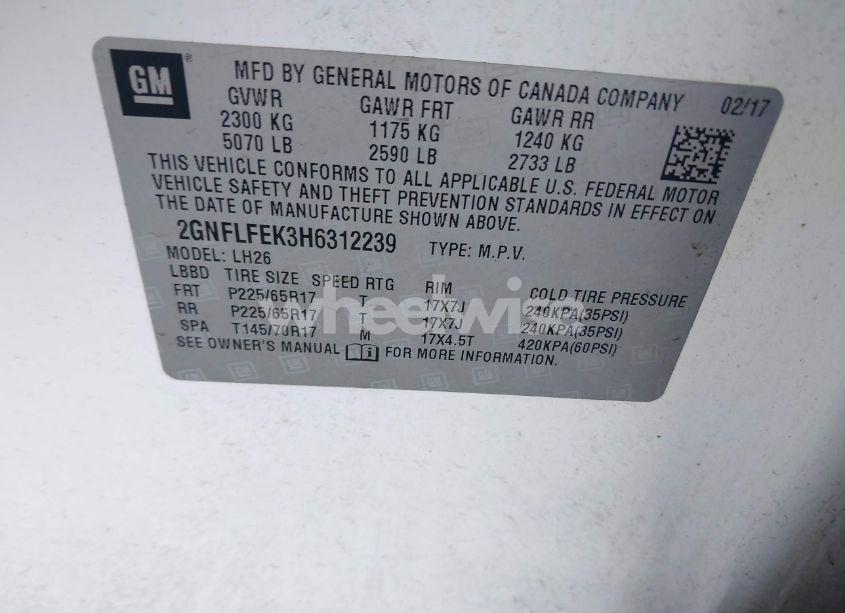 GM ®
MFD BY GENERAL MOTORS OF CANADA COMPANY 02/17
GVWR GAWR FRT GAWR RR
2300 KG 1175 KG 1240 KG
5070 LB 2590 LB 2733 LB
THIS VEHICLE CONFORMS TO ALL APPLICABLE U.S. FEDERAL MOTOR
VEHICLE SAFETY AND THEFT PREVENTION STANDARDS IN EFFECT ON
THE DATE OF MANUFACTURE SHOWN ABOVE.
2GNFLFEK3H6312239 TYPE: M.P.V.
MODEL: LH26
LBBD TIRE SIZE SPEED RTG RIM COLD TIRE PRESSURE
FRT P225/65R17 T 17X7J 240KPA(35PSI)
RR P225/65R17 T 17X7J 240KPA(35PSI)
SPA T145/70R17 M 17X4.5T 420KPA(60PSI)
SEE OWNER'S MANUAL FOR MORE INFORMATION.
wheelwise